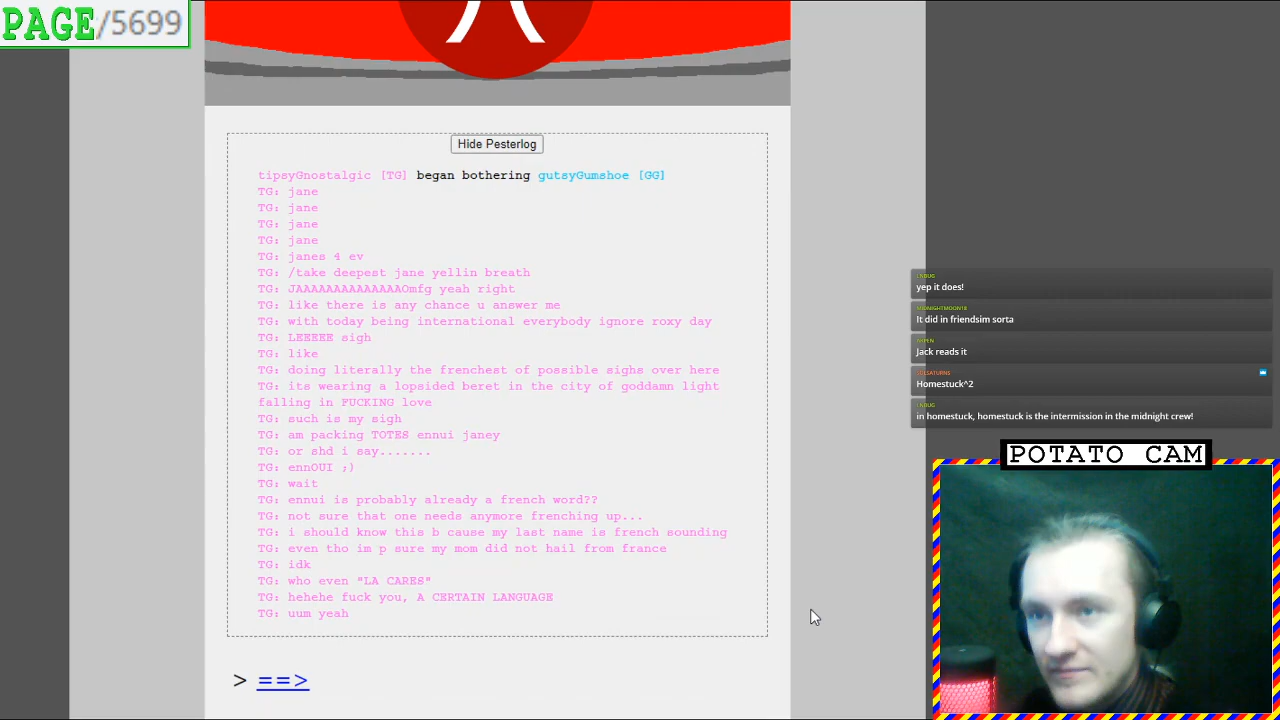 PAGE/5699
Hide Pesterlog
tipsyGnostalgic [TG] began bothering gutsyGumshoe [GG]
TG: jane
TG: jane
TG: jane
TG: jane
TG: janes 4 ev
TG: /take deepest jane yellin breath
TG: JAAAAAAAAAAAAAAOmfg yeah right
TG: like there is any chance u answer me
TG: with today being international everybody ignore roxy day
TG: LEEEEE sigh
TG: like
TG: doing literally the frenchest of possible sighs over here
TG: its wearing a lopsided beret in the city of goddamn light
falling in FUCKING love
TG: such is my sigh
TG: am packing TOTES ennui janey
TG: or shd i say.......
TG: ennOUI ;)
TG: wait
TG: ennui is probably already a french word??
TG: not sure that one needs anymore frenching up...
TG: i should know this b cause my last name is french sounding
TG: even tho im p sure my mom did not hail from france
TG: idk
TG: who even "LA CARES"
TG: hehehe fuck you, A CERTAIN LANGUAGE
TG: uum yeah
> ==>
yep it does!
It did in friendsim sorta
Jack reads it
Homestuck^2
in homestuck, homestuck is the intermission in the midnight crew!
POTATO CAM